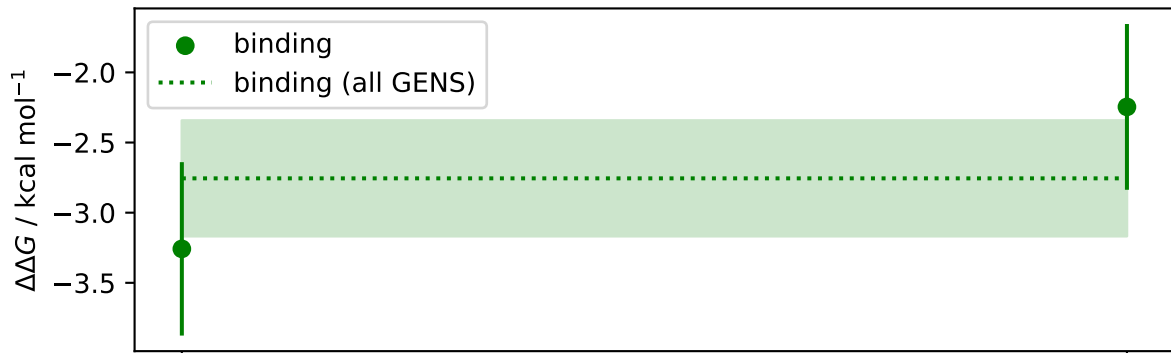 binding
binding (all GENS)
ΔΔG / kcal mol⁻¹
−2.0
−2.5
−3.0
−3.5